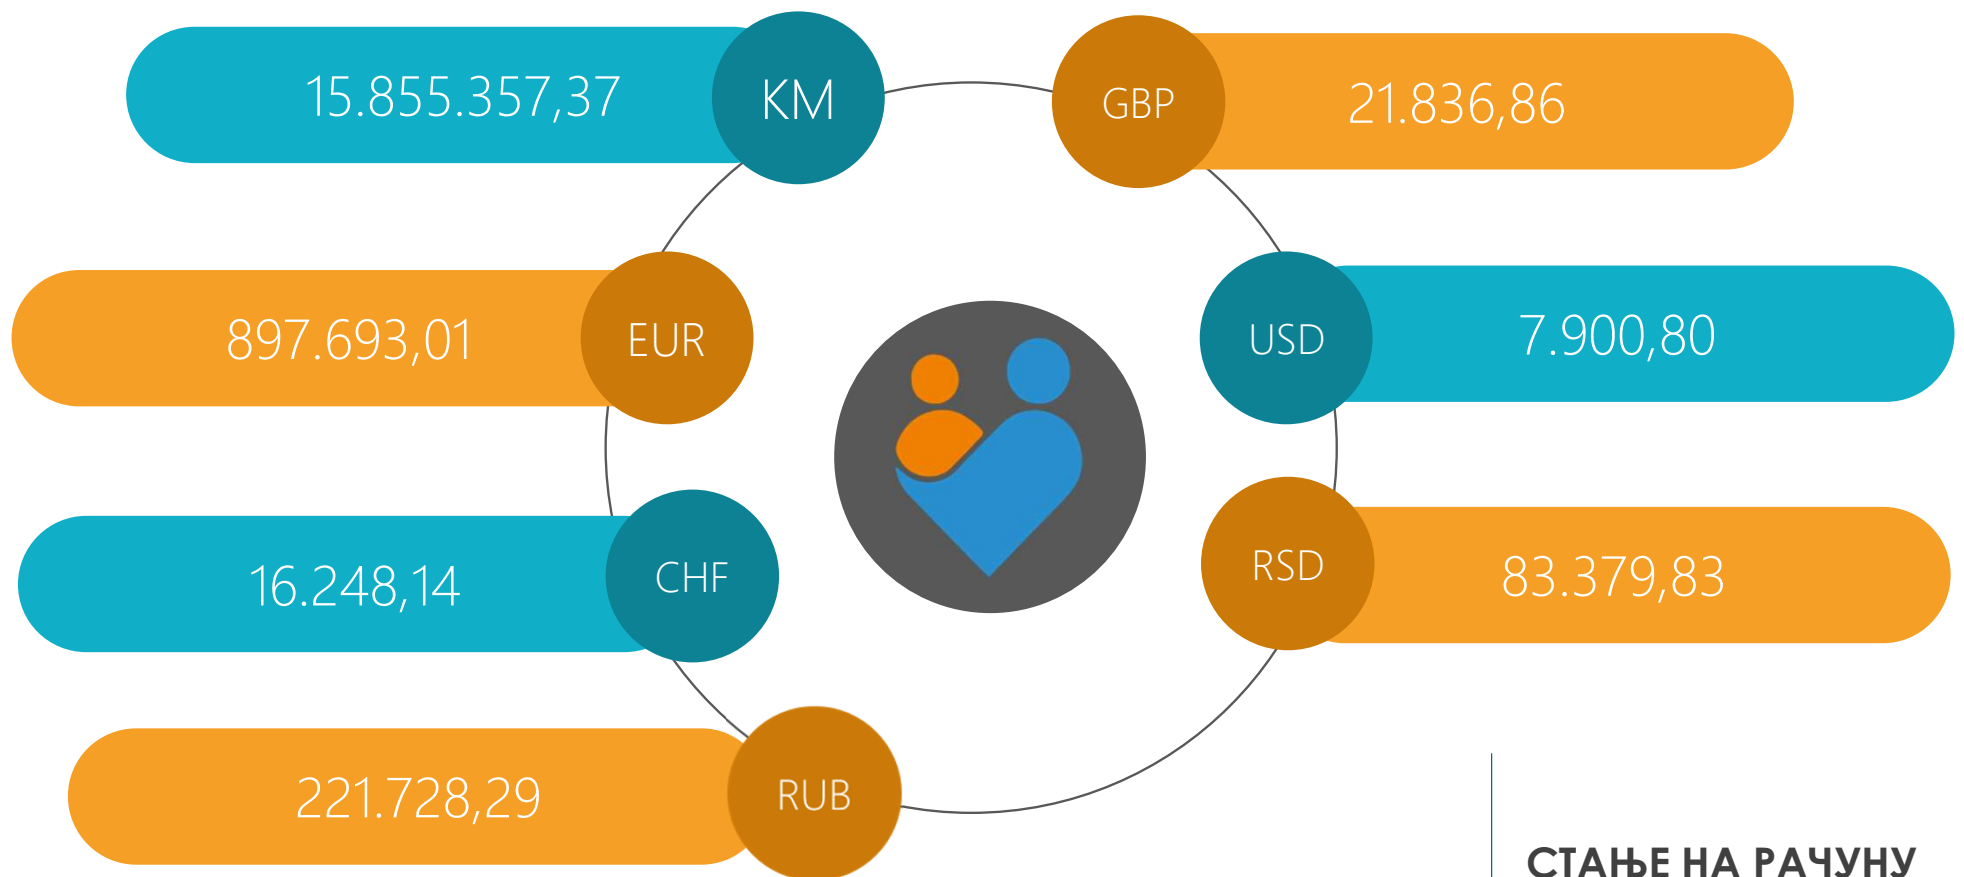 15.855.357,37 KM
GBP 21.836,86
897.693,01 EUR
USD 7.900,80
16.248,14 CHF
RSD 83.379,83
221.728,29 RUB
СТАЊЕ НА РАЧУНУ